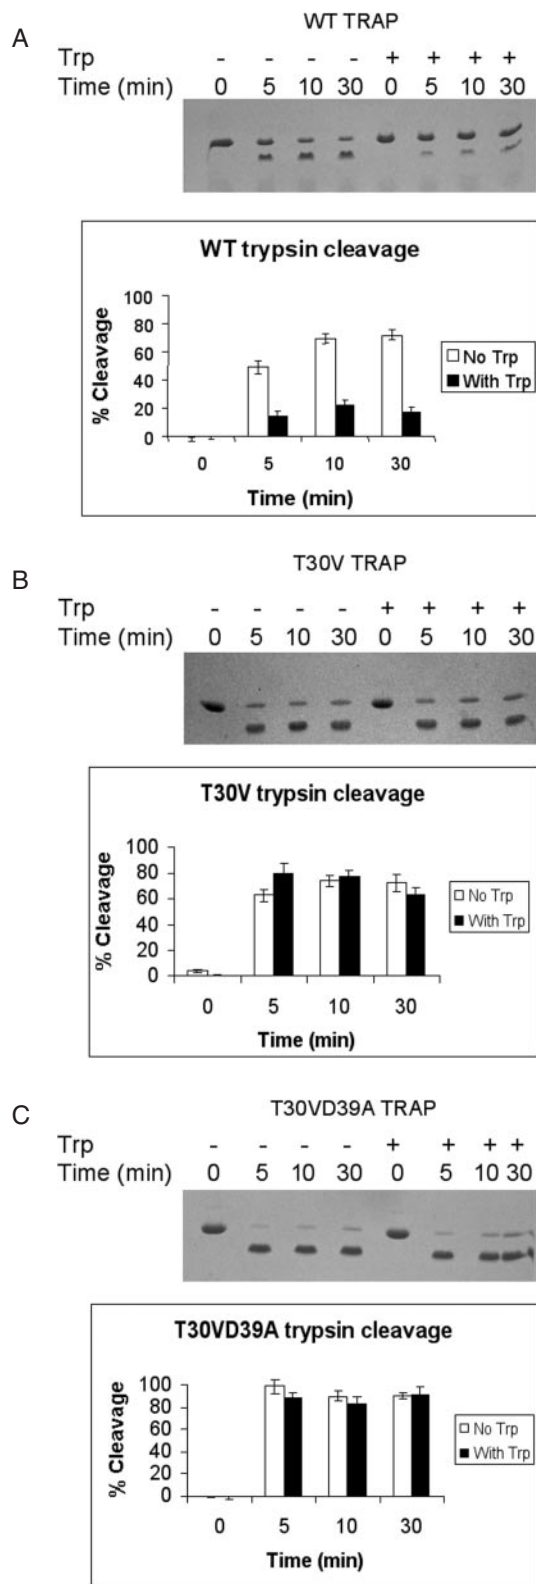 A
WT TRAP
Trp - - - - + + + +
Time (min) 0 5 10 30 0 5 10 30
WT trypsin cleavage
% Cleavage
100
80
60
40
20
0
0 5 10 30
Time (min)
No Trp
With Trp
B
T30V TRAP
Trp - - - - + + + +
Time (min) 0 5 10 30 0 5 10 30
T30V trypsin cleavage
% Cleavage
100
80
60
40
20
0
0 5 10 30
Time (min)
No Trp
With Trp
C
T30VD39A TRAP
Trp - - - - + + + +
Time (min) 0 5 10 30 0 5 10 30
T30VD39A trypsin cleavage
% Cleavage
100
80
60
40
20
0
0 5 10 30
Time (min)
No Trp
With Trp